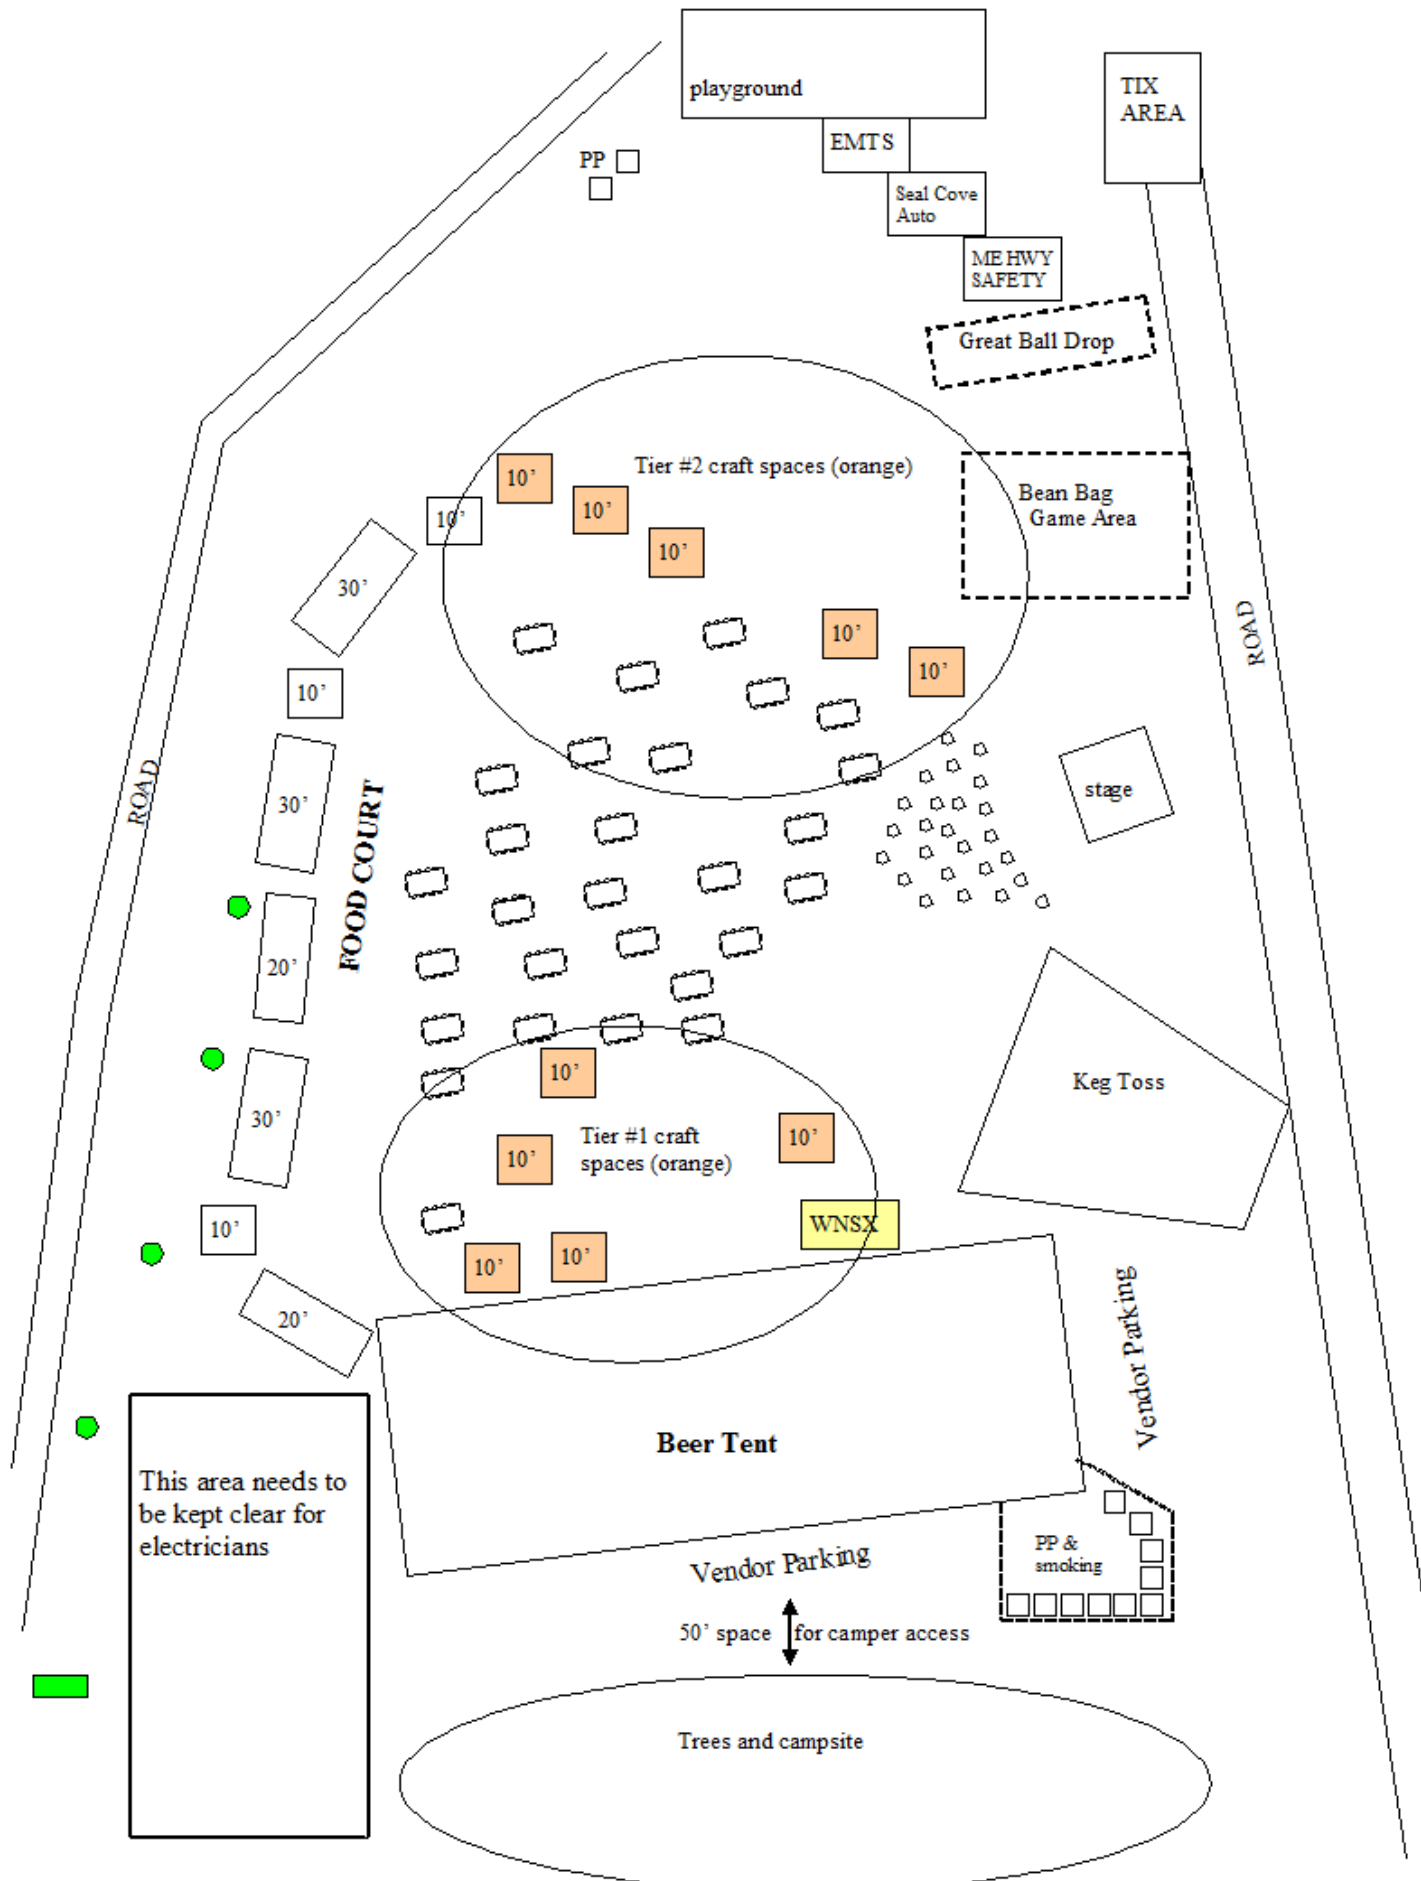 playground
TIX
AREA
EMTS
PP
Seal Cove
Auto
ME HWY
SAFETY
Great Ball Drop
Tier #2 craft spaces (orange)
10’
10’
10’
10’
Bean Bag
Game Area
30’
10’
10’
10’
ROAD
30’
ROAD
stage
FOOD COURT
20’
30’
10’
Keg Toss
Tier #1 craft
spaces (orange)
10’
10’
10’
WNSX
10’
10’
20’
Vendor Parking
Beer Tent
This area needs to
be kept clear for
electricians
PP &
smoking
Vendor Parking
50’ space
for camper access
Trees and campsite